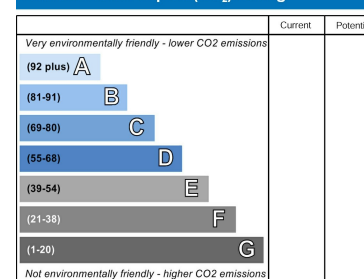 Current Potenti
Very environmentally friendly - lower CO2 emissions
(92 plus) A
(81-91) B
(69-80) C
(55-68) D
(39-54) E
(21-38) F
(1-20) G
Not environmentally friendly - higher CO2 emissions